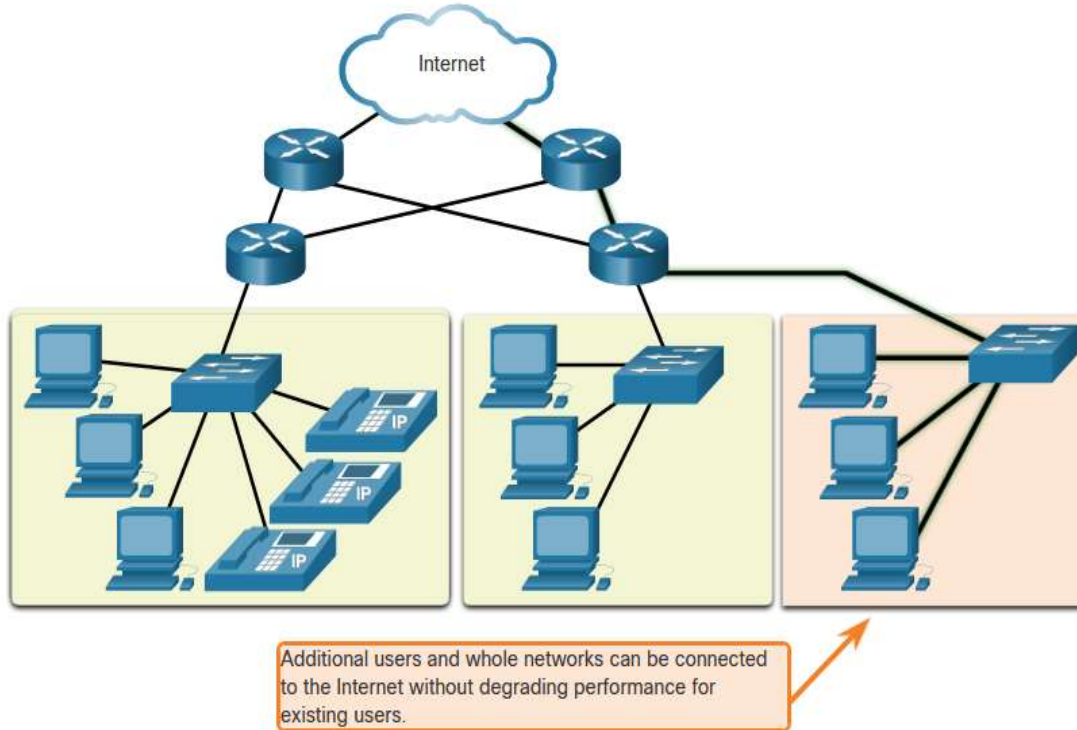 Internet
IP
IP
IP
Additional users and whole networks can be connected
to the Internet without degrading performance for
existing users.